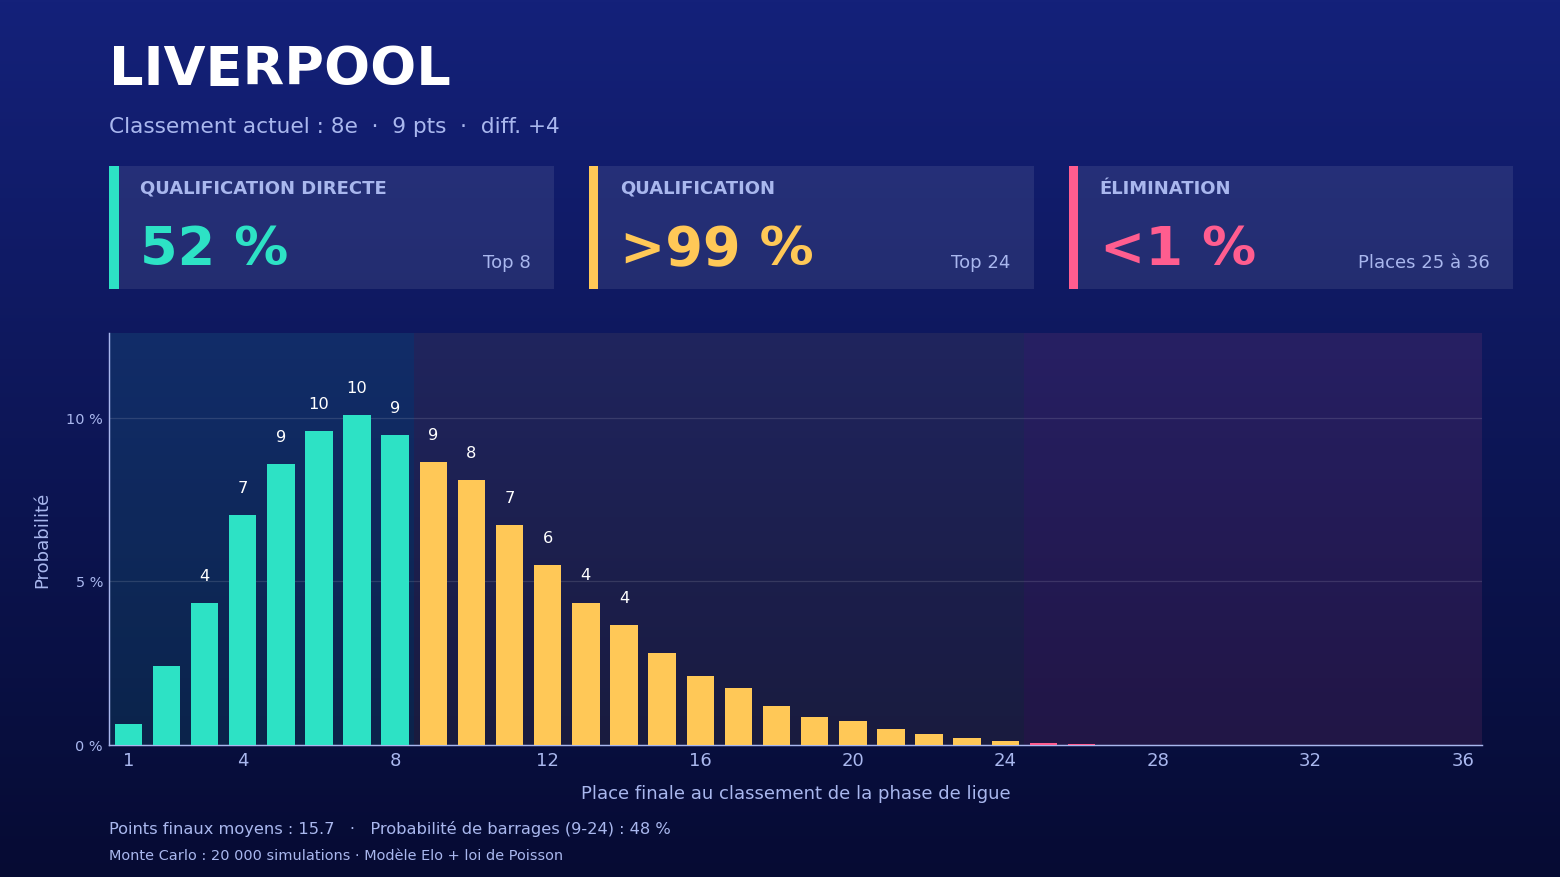 LIVERPOOL
Classement actuel : 8e · 9 pts · diff. +4
QUALIFICATION DIRECTE
52 %
Top 8
QUALIFICATION
>99 %
Top 24
ÉLIMINATION
<1 %
Places 25 à 36
Probabilité
10 %
5 %
0 %
4
7
9
10
10
9
9
8
7
6
4
4
1 4 8 12 16 20 24 28 32 36
Place finale au classement de la phase de ligue
Points finaux moyens : 15.7 · Probabilité de barrages (9-24) : 48 %
Monte Carlo : 20 000 simulations · Modèle Elo + loi de Poisson